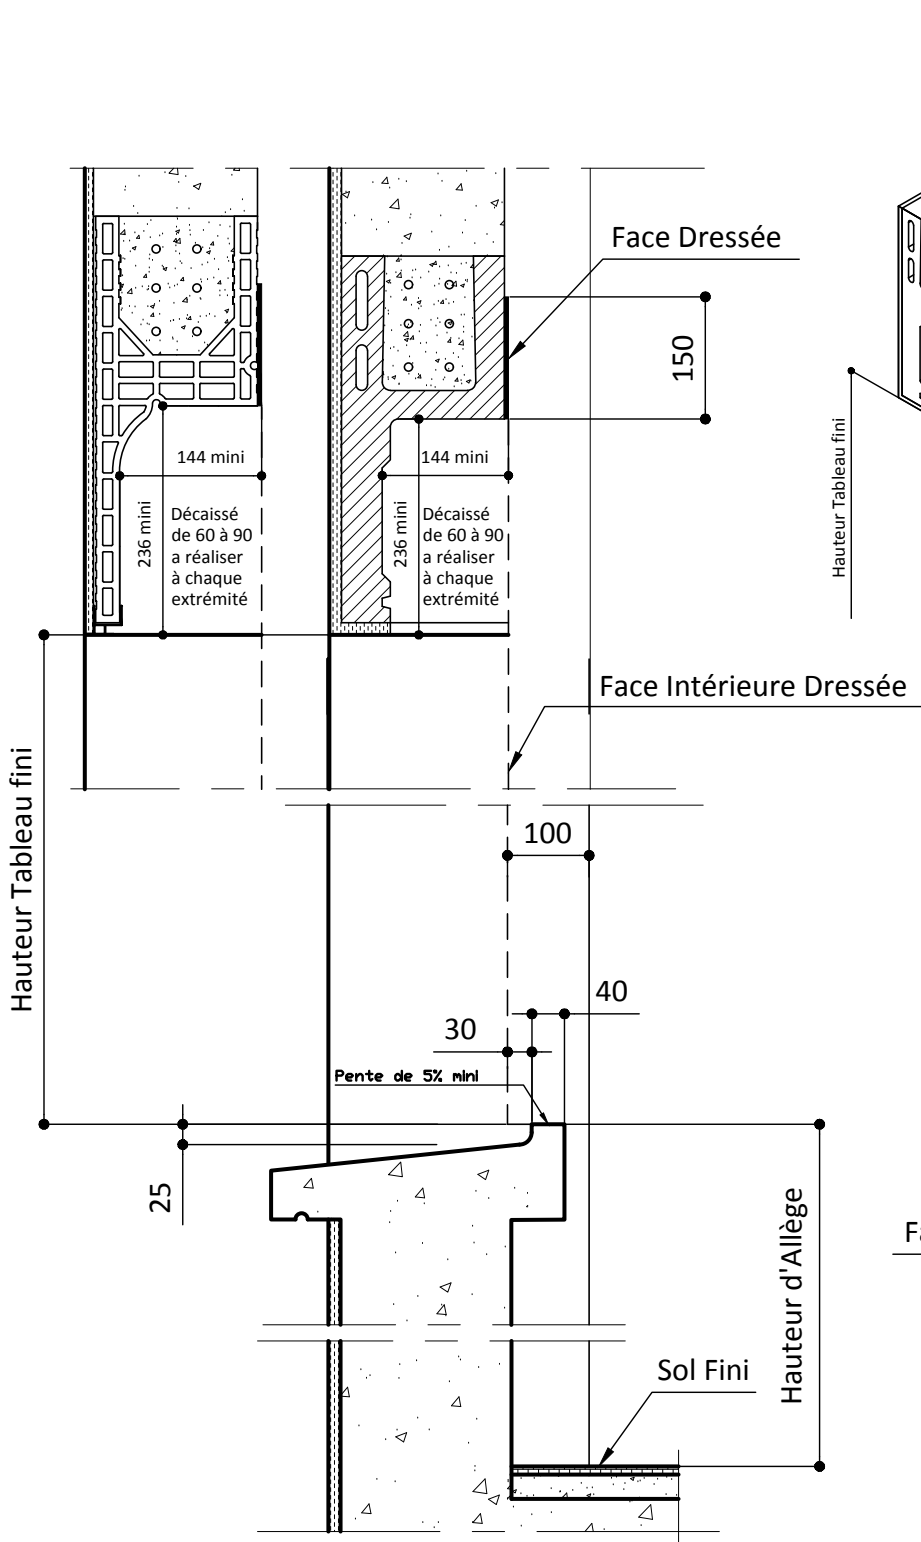 Face Dressée
150
Hauteur Tableau fini
144 mini
144 mini
236 mini
Décaissé
de 60 à 90
a réaliser
à chaque
extrémité
236 mini
Décaissé
de 60 à 90
a réaliser
à chaque
extrémité
Face Intérieure Dressée
Hauteur Tableau fini
100
40
30
Pente de 5% mini
25
Hauteur d'Allège
Sol Fini